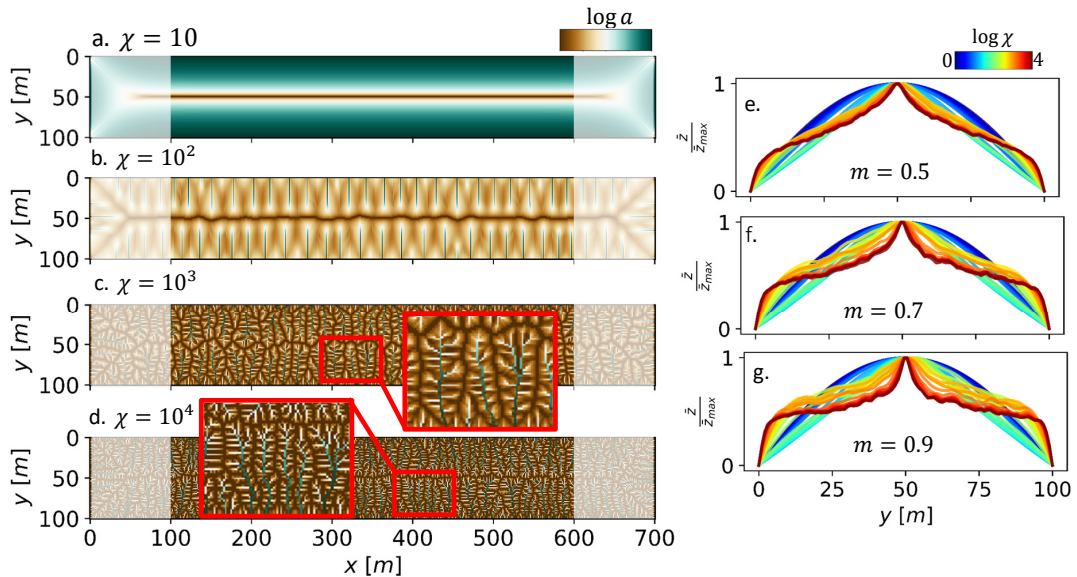 log a
a. χ = 10
y [m]
0
50
100
b. χ = 10²
y [m]
0
50
100
c. χ = 10³
y [m]
0
50
100
d. χ = 10⁴
y [m]
0
50
100
0 100 200 300 400 500 600 700
x [m]
log χ
0 4
e.
1
z̄/z̄max
0
m = 0.5
f.
1
z̄/z̄max
0
m = 0.7
g.
1
z̄/z̄max
0
m = 0.9
0 25 50 75 100
y [m]